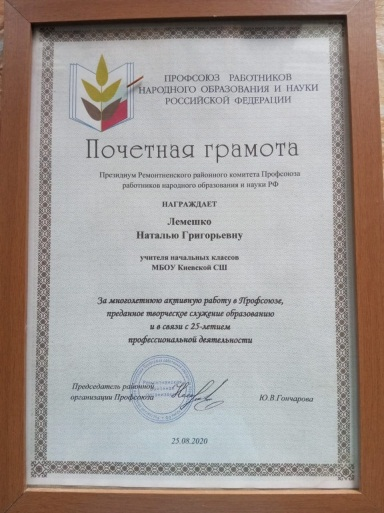 ПРОФСОЮЗ РАБОТНИКОВ
НАРОДНОГО ОБРАЗОВАНИЯ И НАУКИ
РОССИЙСКОЙ ФЕДЕРАЦИИ
Почетная грамота
Президиум Ремонтненского районного комитета Профсоюза
работников народного образования и науки РФ
НАГРАЖДАЕТ
Лемешко
Наталью Григорьевну
учителя начальных классов
МБОУ Киевской СШ
За многолетнюю активную работу в Профсоюзе,
преданное творческое служение образованию
и в связи с 25-летием
профессиональной деятельности
Председатель районной
организации Профсоюза
Ю.В.Гончарова
25.08.2020